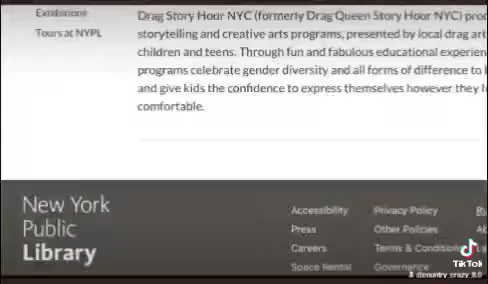 Exhibitions
Tours at NYPL
Drag Story Hour NYC (formerly Drag Queen Story Hour NYC)
storytelling and creative arts programs, presented by local drag
children and teens. Through fun and fabulous educational
programs celebrate gender diversity and all forms of difference to
and give kids the confidence to express themselves however they
comfortable.
New York
Public
Library
Accessibility Privacy Policy
Press Other Policies
Careers Terms & Conditions
Space Rental Governance
TikTok
@country_crazy_6.0